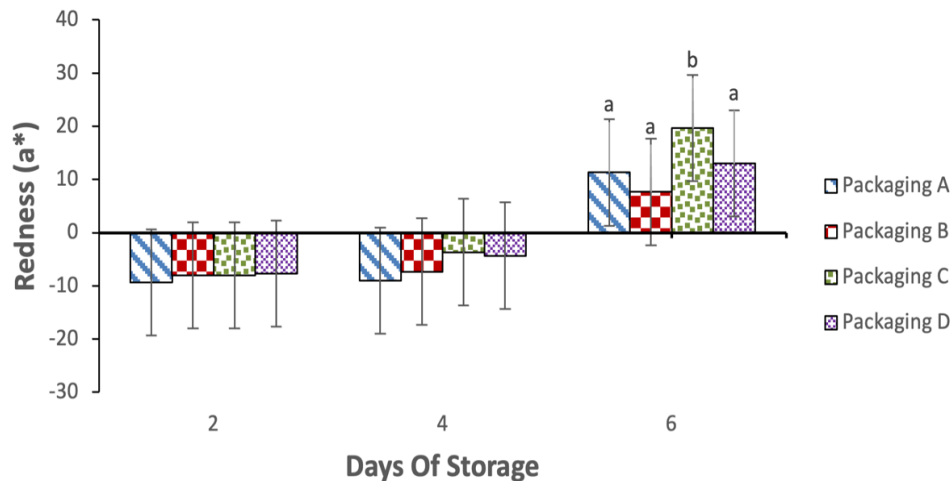 40
30
20
10
0
-10
-20
-30
Redness (a*)
a
a
b
a
2
4
6
Days Of Storage
Packaging A
Packaging B
Packaging C
Packaging D